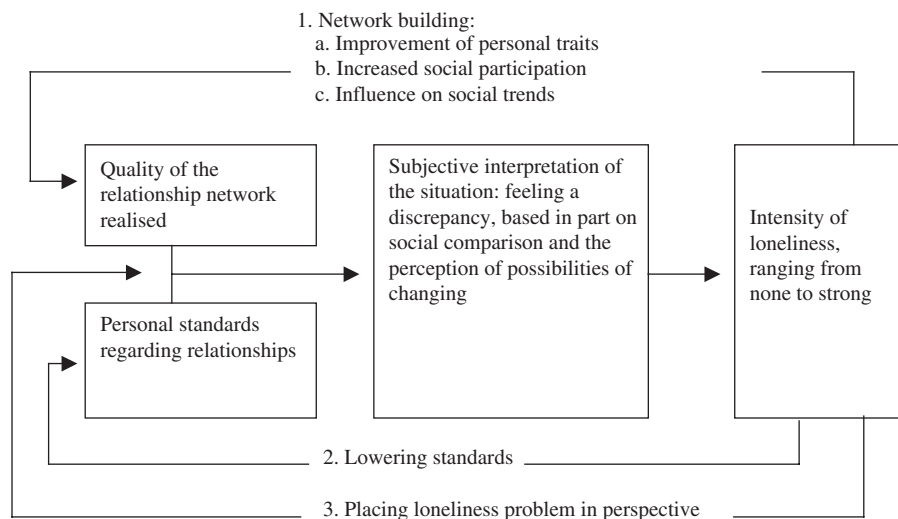 1. Network building:
a. Improvement of personal traits
b. Increased social participation
c. Influence on social trends
Quality of the
relationship network
realised
Personal standards
regarding relationships
Subjective interpretation of
the situation: feeling a
discrepancy, based in part on
social comparison and the
perception of possibilities of
changing
Intensity of
loneliness,
ranging from
none to strong
2. Lowering standards
3. Placing loneliness problem in perspective